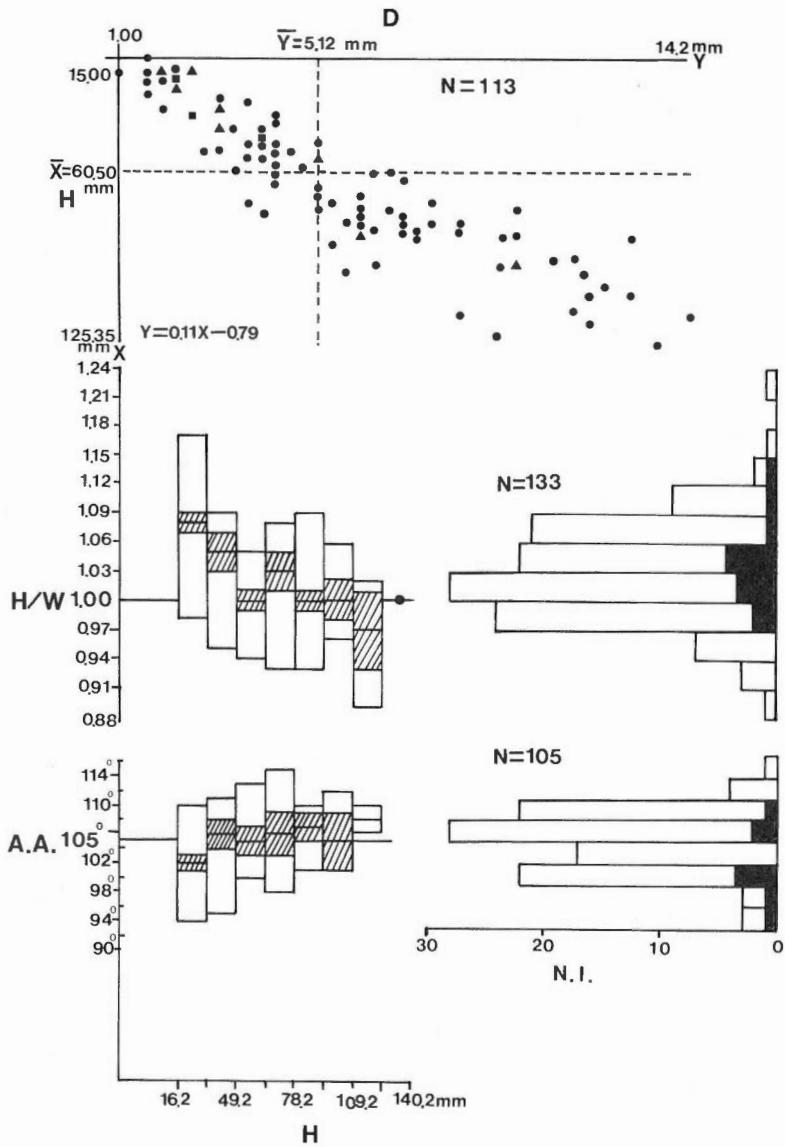 D
1,00
Y̅=5,12 mm
14,2mm
Y
15,00
N=113
X̅=60,50
mm
H
125,35
mm X
Y=0,11X-0,79
1,24
1,21
1,18
1,15
1,12
1,09
1,06
1,03
H/W 1,00
0,97
0,94
0,91
0,88
N=133
N=105
114°
110°
A.A. 105°
102
98°
94°
90°
30
20
10
0
N.I.
16,2
49,2
78,2
109,2
140,2mm
H